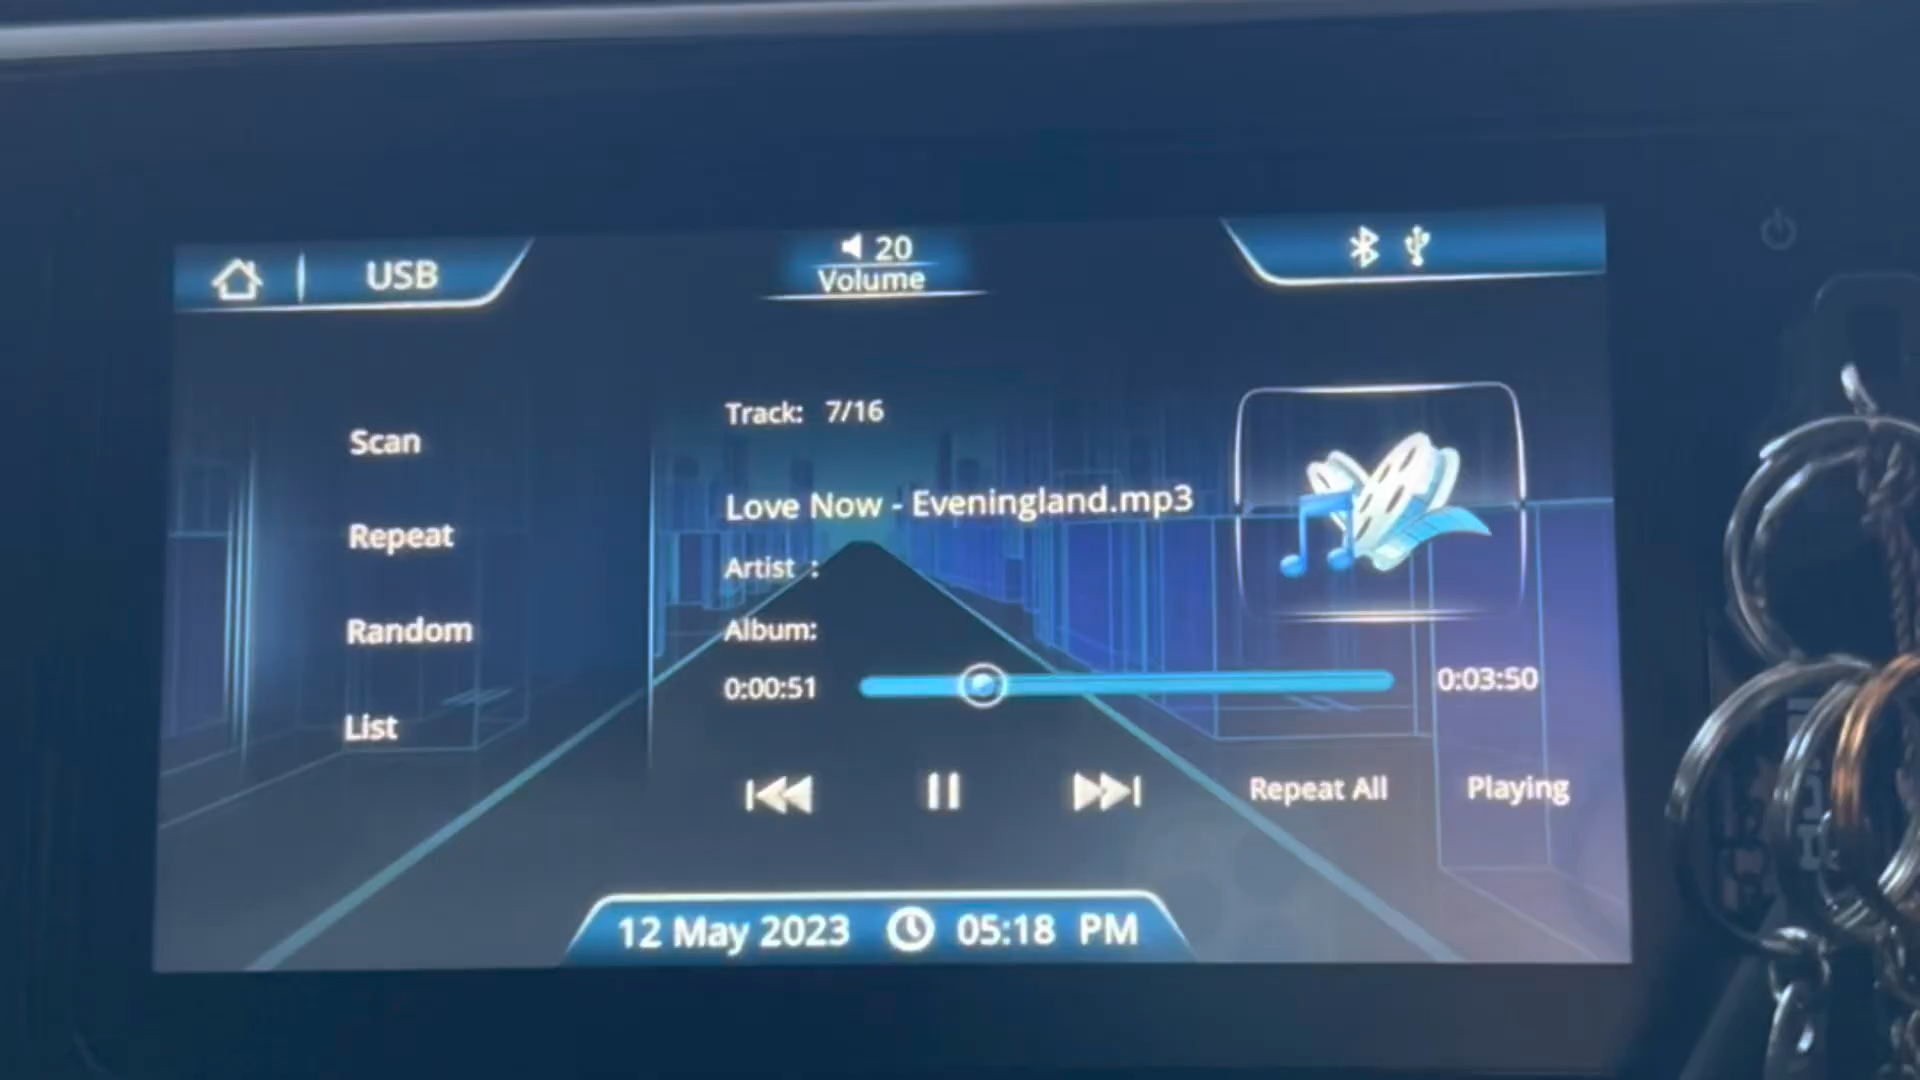 USB
20
Volume
Scan
Repeat
Random
List
Track: 7/16
Love Now - Eveningland.mp3
Artist :
Album:
0:00:51
0:03:50
Repeat All
Playing
12 May 2023 05:18 PM